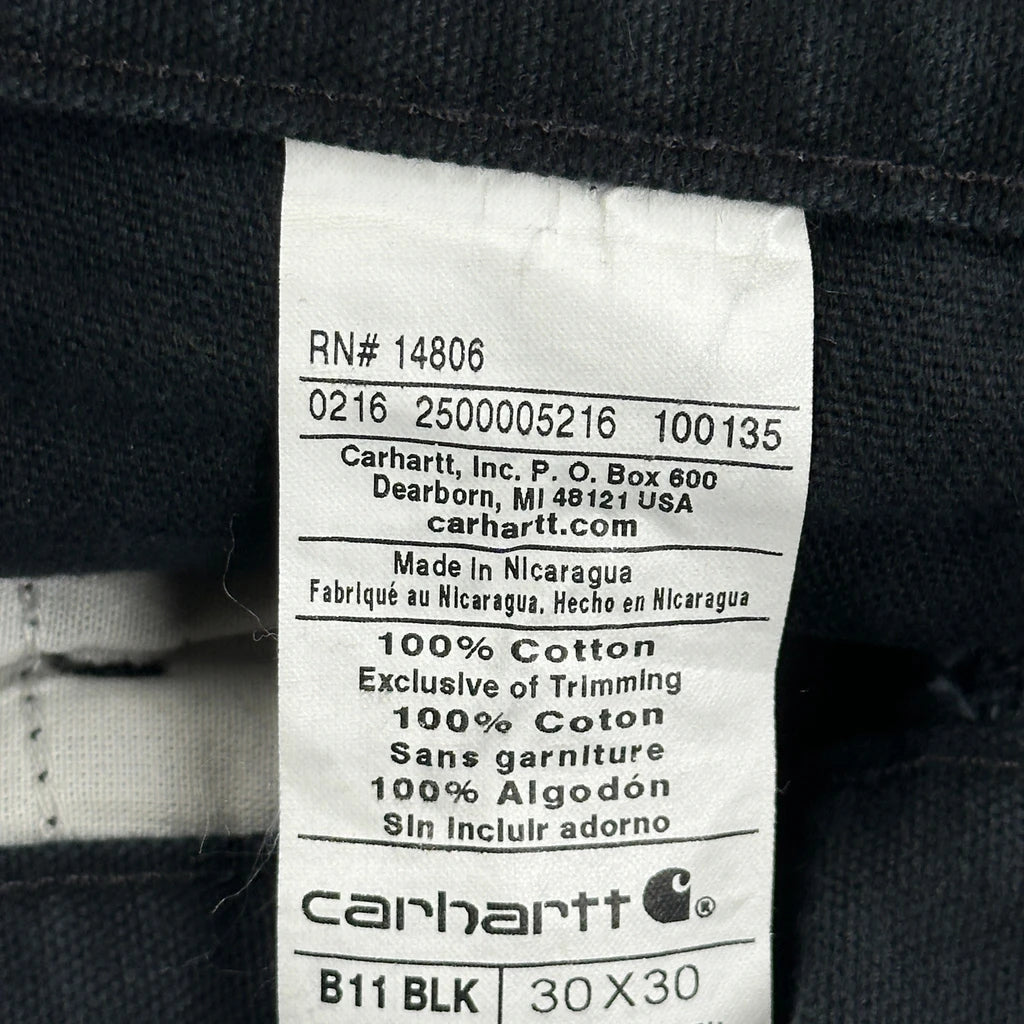 RN# 14806
0216 2500005216 100135
Carhartt, Inc. P. O. Box 600
Dearborn, MI 48121 USA
carhartt.com
Made in Nicaragua
Fabriqué au Nicaragua, Hecho en Nicaragua
100% Cotton
Exclusive of Trimming
100% Coton
Sans garniture
100% Algodón
Sin incluir adorno
carhartt ®
B11 BLK 30X30